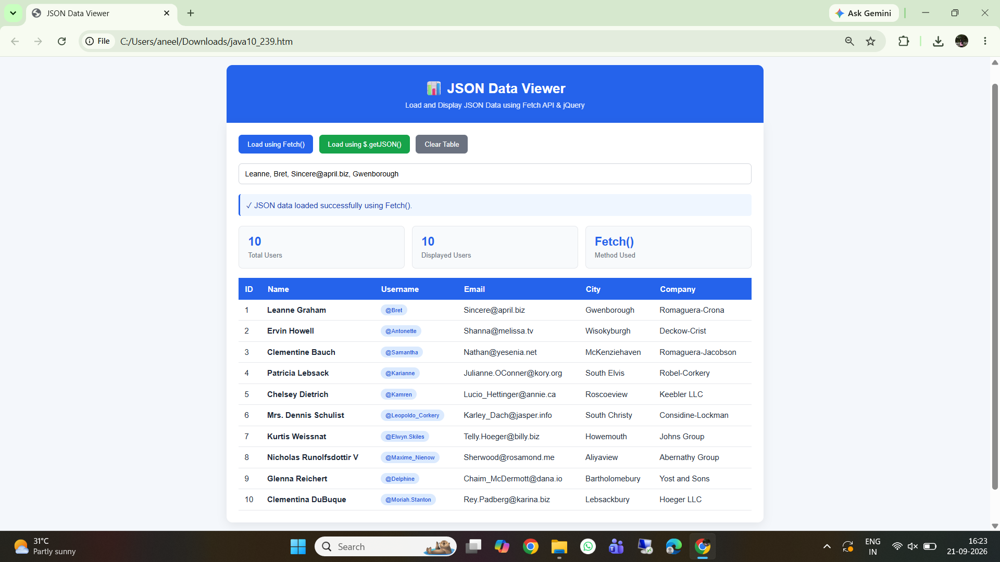 JSON Data Viewer
Ask Gemini
File
C:/Users/aneel/Downloads/java10_239.htm
JSON Data Viewer
Load and Display JSON Data using Fetch API & jQuery
Load using Fetch() Load using $.getJSON() Clear Table
Leanne, Bret, Sincere@april.biz, Gwenborough
✓ JSON data loaded successfully using Fetch().
10 10 Fetch()
Total Users Displayed Users Method Used
ID Name Username Email City Company
1 Leanne Graham @Bret Sincere@april.biz Gwenborough Romaguera-Crona
2 Ervin Howell @Antonette Shanna@melissa.tv Wisokyburgh Deckow-Crist
3 Clementine Bauch @Samantha Nathan@yesenia.net McKenziehaven Romaguera-Jacobson
4 Patricia Lebsack @Karianne Julianne.OConner@kory.org South Elvis Robel-Corkery
5 Chelsey Dietrich @Kamren Lucio_Hettinger@annie.ca Roscoeview Keebler LLC
6 Mrs. Dennis Schulist @Leopoldo_Corkery Karley_Dach@jasper.info South Christy Considine-Lockman
7 Kurtis Weissnat @Elwyn.Skiles Telly.Hoeger@billy.biz Howemouth Johns Group
8 Nicholas Runolfsdottir V @Maxime_Nienow Sherwood@rosamond.me Aliyaview Abernathy Group
9 Glenna Reichert @Delphine Chaim_McDermott@dana.io Bartholomebury Yost and Sons
10 Clementina DuBuque @Moriah.Stanton Rey.Padberg@karina.biz Lebsackbury Hoeger LLC
31°C
Partly sunny
Search
ENG
IN
16:23
21-09-2026